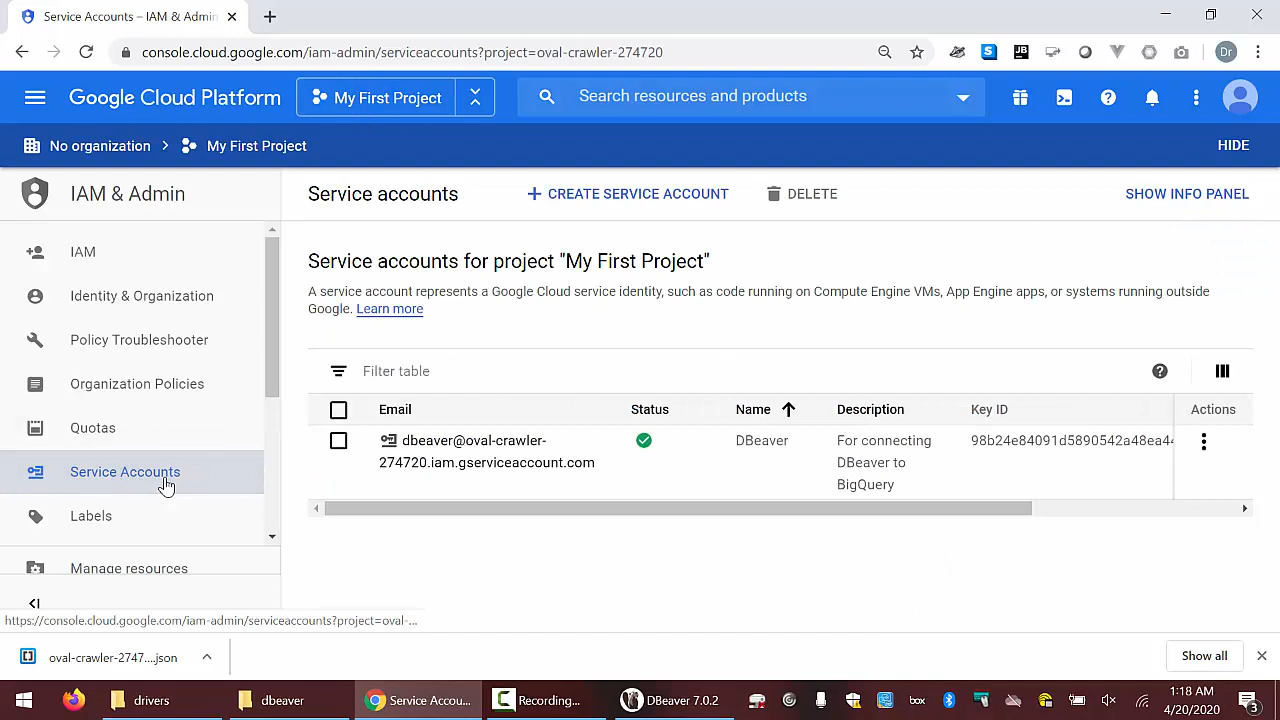 Service Accounts – IAM & Admin
console.cloud.google.com/iam-admin/serviceaccounts?project=oval-crawler-274720
JB
Dr
Google Cloud Platform
My First Project
Search resources and products
No organization
My First Project
HIDE
IAM & Admin
IAM
Identity & Organization
Policy Troubleshooter
Organization Policies
Quotas
Service Accounts
Labels
Manage resources
Service accounts
CREATE SERVICE ACCOUNT
DELETE
SHOW INFO PANEL
Service accounts for project "My First Project"
A service account represents a Google Cloud service identity, such as code running on Compute Engine VMs, App Engine apps, or systems running outside
Google. Learn more
Filter table
Email
Status
Name
Description
Key ID
Actions
dbeaver@oval-crawler-
274720.iam.gserviceaccount.com
DBeaver
For connecting
DBeaver to
BigQuery
98b24e84091d5890542a48ea4
https://console.cloud.google.com/iam-admin/serviceaccounts?project=oval-...
oval-crawler-2747....json
Show all
drivers
dbeaver
Service Accou...
Recording...
DBeaver 7.0.2
box
1:18 AM
4/20/2020
3